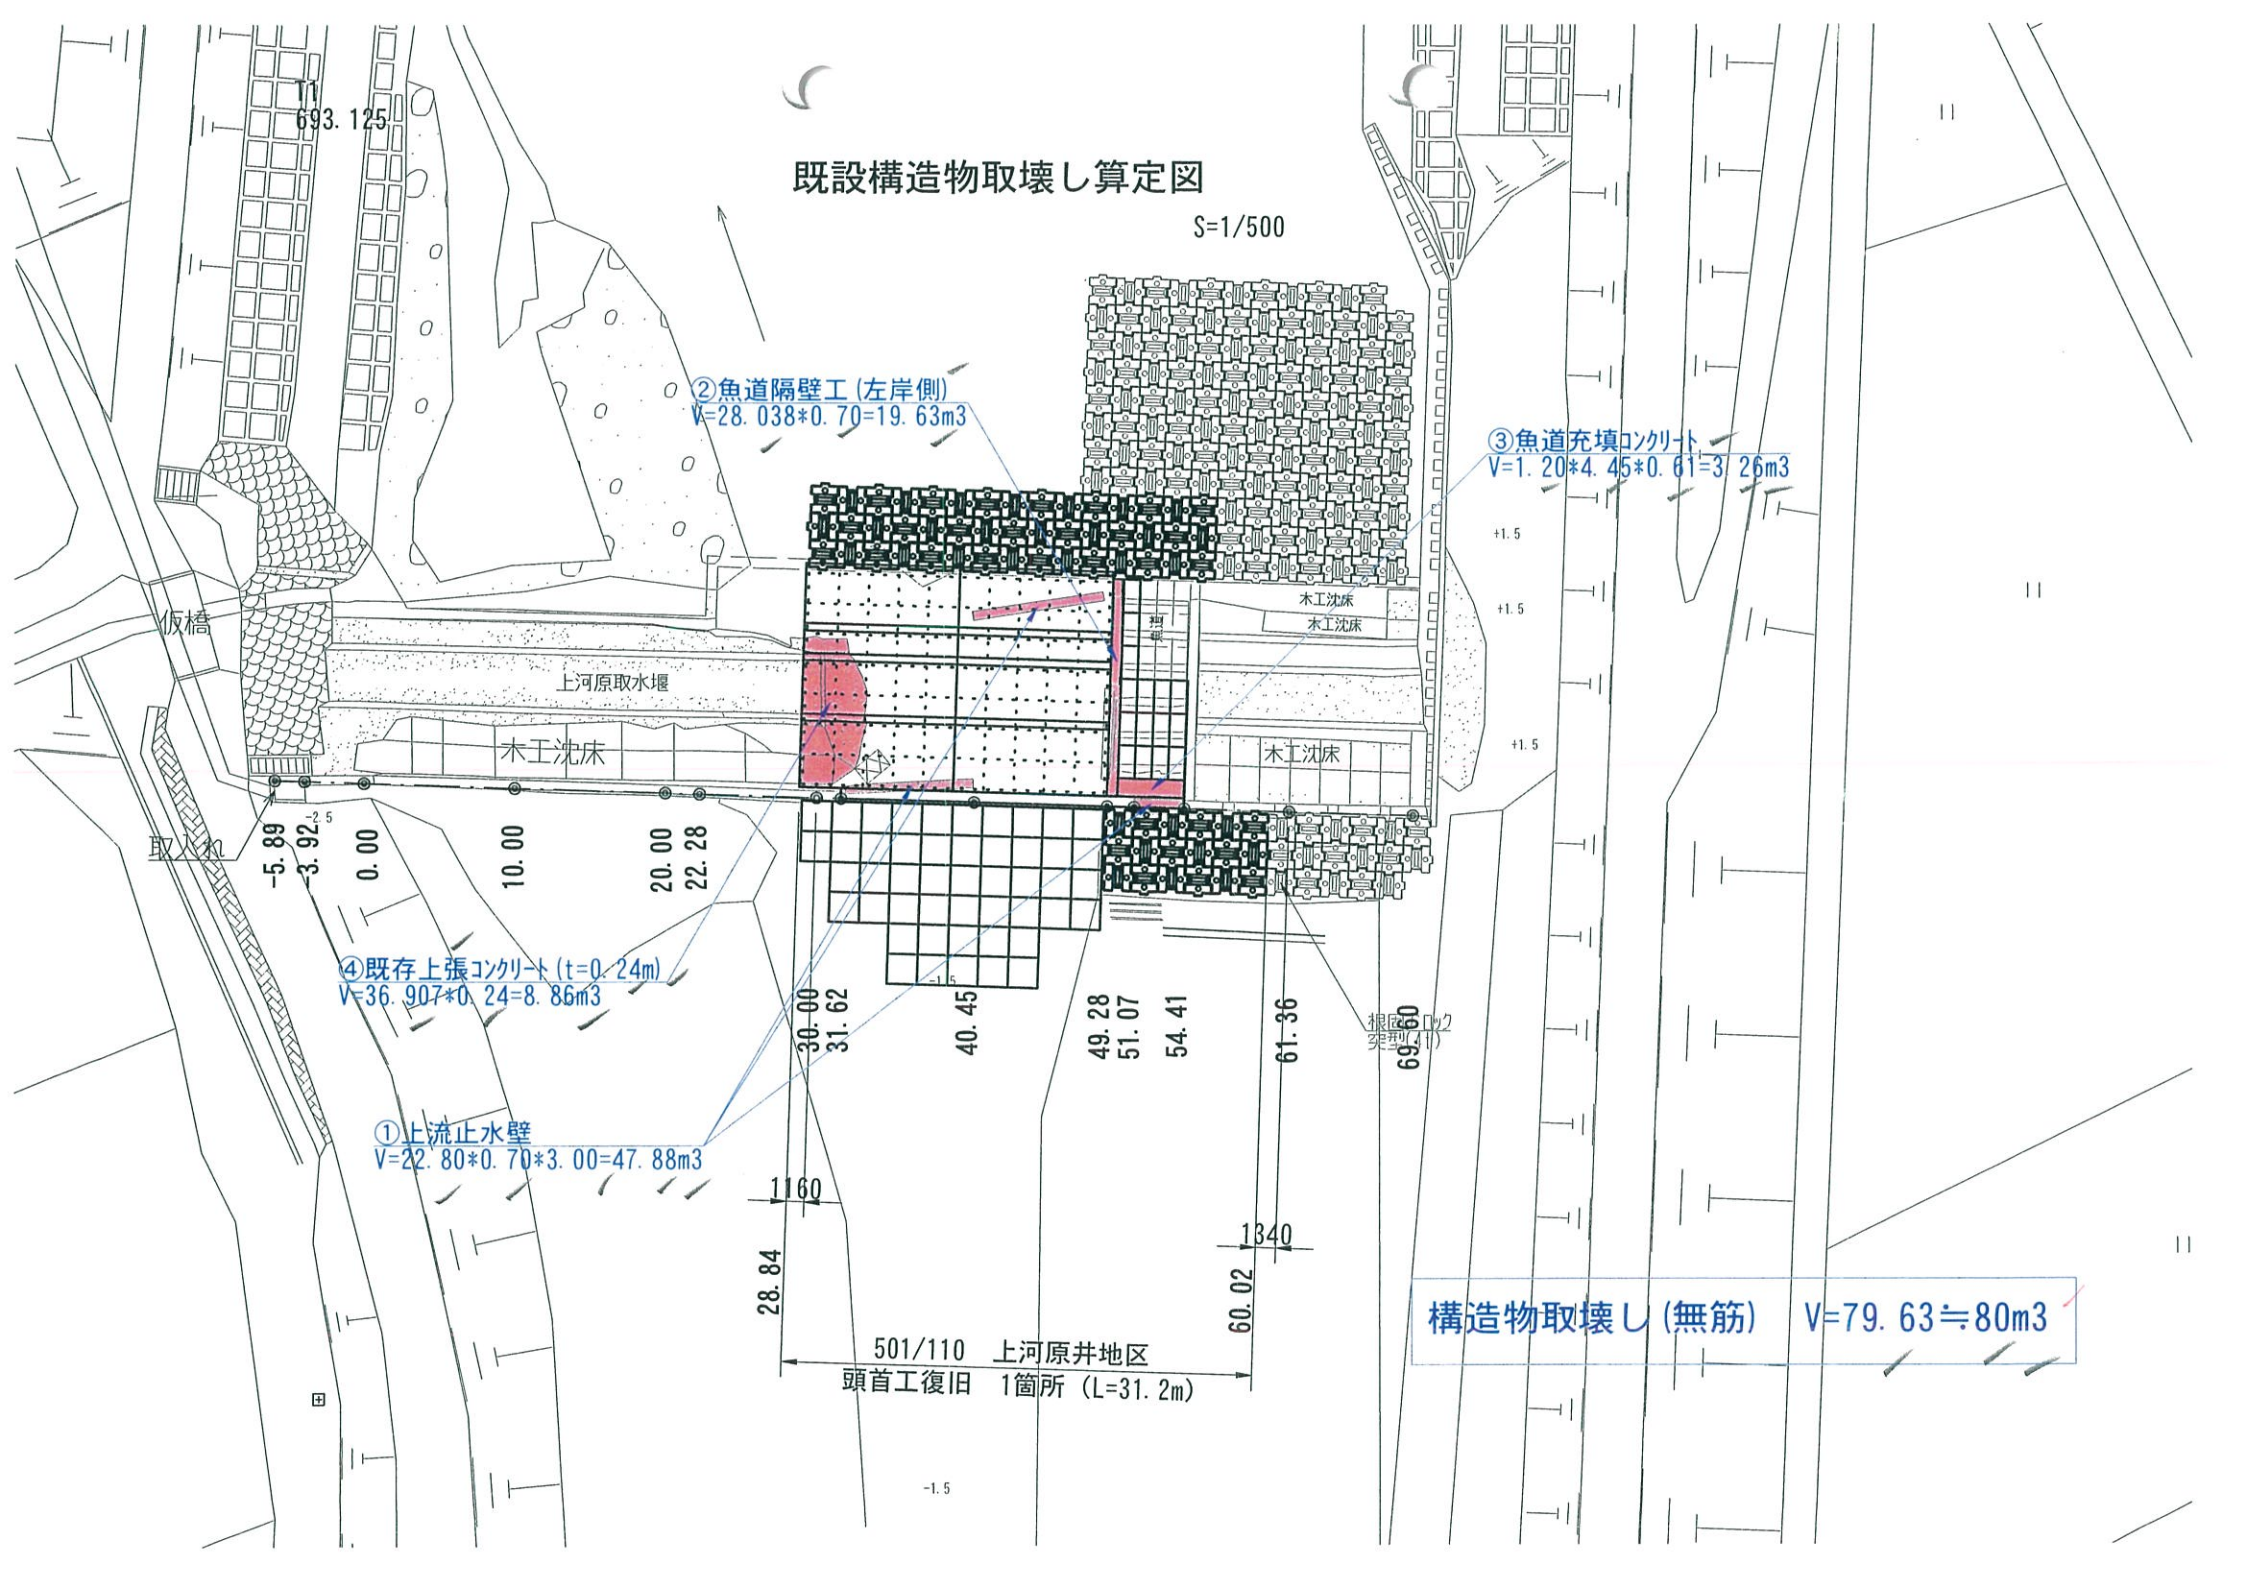 T1
693.125
既設構造物取壊し算定図
S=1/500
②魚道隔壁工(左岸側)
V=28.038*0.70=19.63m3
③魚道充填コンクリート
V=1.20*4.45*0.61=3.26m3
+1.5
仮橋
木工沈床
木工沈床
+1.5
魚道
上河原取水堰
木工沈床
木工沈床
+1.5
取入れ
-2.5
-5.89
-3.92
0.00
10.00
20.00
22.28
④既存上張コンクリート(t=0.24m)
V=36.907*0.24=8.86m3
-1.5
30.00
31.62
40.45
49.28
51.07
54.41
61.36
69.60
①上流止水壁
V=22.80*0.70*3.00=47.88m3
1160
1340
28.84
60.02
構造物取壊し(無筋) V=79.63≒80m3
501/110 上河原井地区
頭首工復旧 1箇所 (L=31.2m)
-1.5